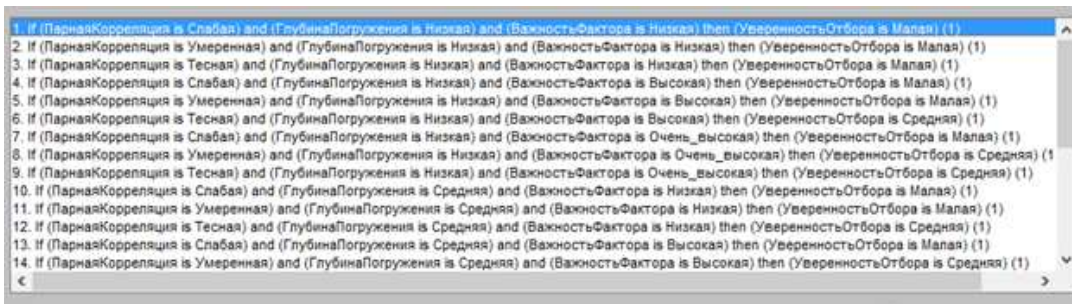 1. If (ПарнаяКорреляция is Слабая) and (ГлубинаПогружения is Низкая) and (ВажностьФактора is Низкая) then (УверенностьОтбора is Малая) (1)
2. If (ПарнаяКорреляция is Умеренная) and (ГлубинаПогружения is Низкая) and (ВажностьФактора is Низкая) then (УверенностьОтбора is Малая) (1)
3. If (ПарнаяКорреляция is Тесная) and (ГлубинаПогружения is Низкая) and (ВажностьФактора is Низкая) then (УверенностьОтбора is Малая) (1)
4. If (ПарнаяКорреляция is Слабая) and (ГлубинаПогружения is Низкая) and (ВажностьФактора is Высокая) then (УверенностьОтбора is Малая) (1)
5. If (ПарнаяКорреляция is Умеренная) and (ГлубинаПогружения is Низкая) and (ВажностьФактора is Высокая) then (УверенностьОтбора is Малая) (1)
6. If (ПарнаяКорреляция is Тесная) and (ГлубинаПогружения is Низкая) and (ВажностьФактора is Высокая) then (УверенностьОтбора is Средняя) (1)
7. If (ПарнаяКорреляция is Слабая) and (ГлубинаПогружения is Низкая) and (ВажностьФактора is Очень_высокая) then (УверенностьОтбора is Малая) (1)
8. If (ПарнаяКорреляция is Умеренная) and (ГлубинаПогружения is Низкая) and (ВажностьФактора is Очень_высокая) then (УверенностьОтбора is Средняя) (1
9. If (ПарнаяКорреляция is Тесная) and (ГлубинаПогружения is Низкая) and (ВажностьФактора is Очень_высокая) then (УверенностьОтбора is Средняя) (1)
10. If (ПарнаяКорреляция is Слабая) and (ГлубинаПогружения is Средняя) and (ВажностьФактора is Низкая) then (УверенностьОтбора is Малая) (1)
11. If (ПарнаяКорреляция is Умеренная) and (ГлубинаПогружения is Средняя) and (ВажностьФактора is Низкая) then (УверенностьОтбора is Малая) (1)
12. If (ПарнаяКорреляция is Тесная) and (ГлубинаПогружения is Средняя) and (ВажностьФактора is Низкая) then (УверенностьОтбора is Средняя) (1)
13. If (ПарнаяКорреляция is Слабая) and (ГлубинаПогружения is Средняя) and (ВажностьФактора is Высокая) then (УверенностьОтбора is Малая) (1)
14. If (ПарнаяКорреляция is Умеренная) and (ГлубинаПогружения is Средняя) and (ВажностьФактора is Высокая) then (УверенностьОтбора is Средняя) (1)